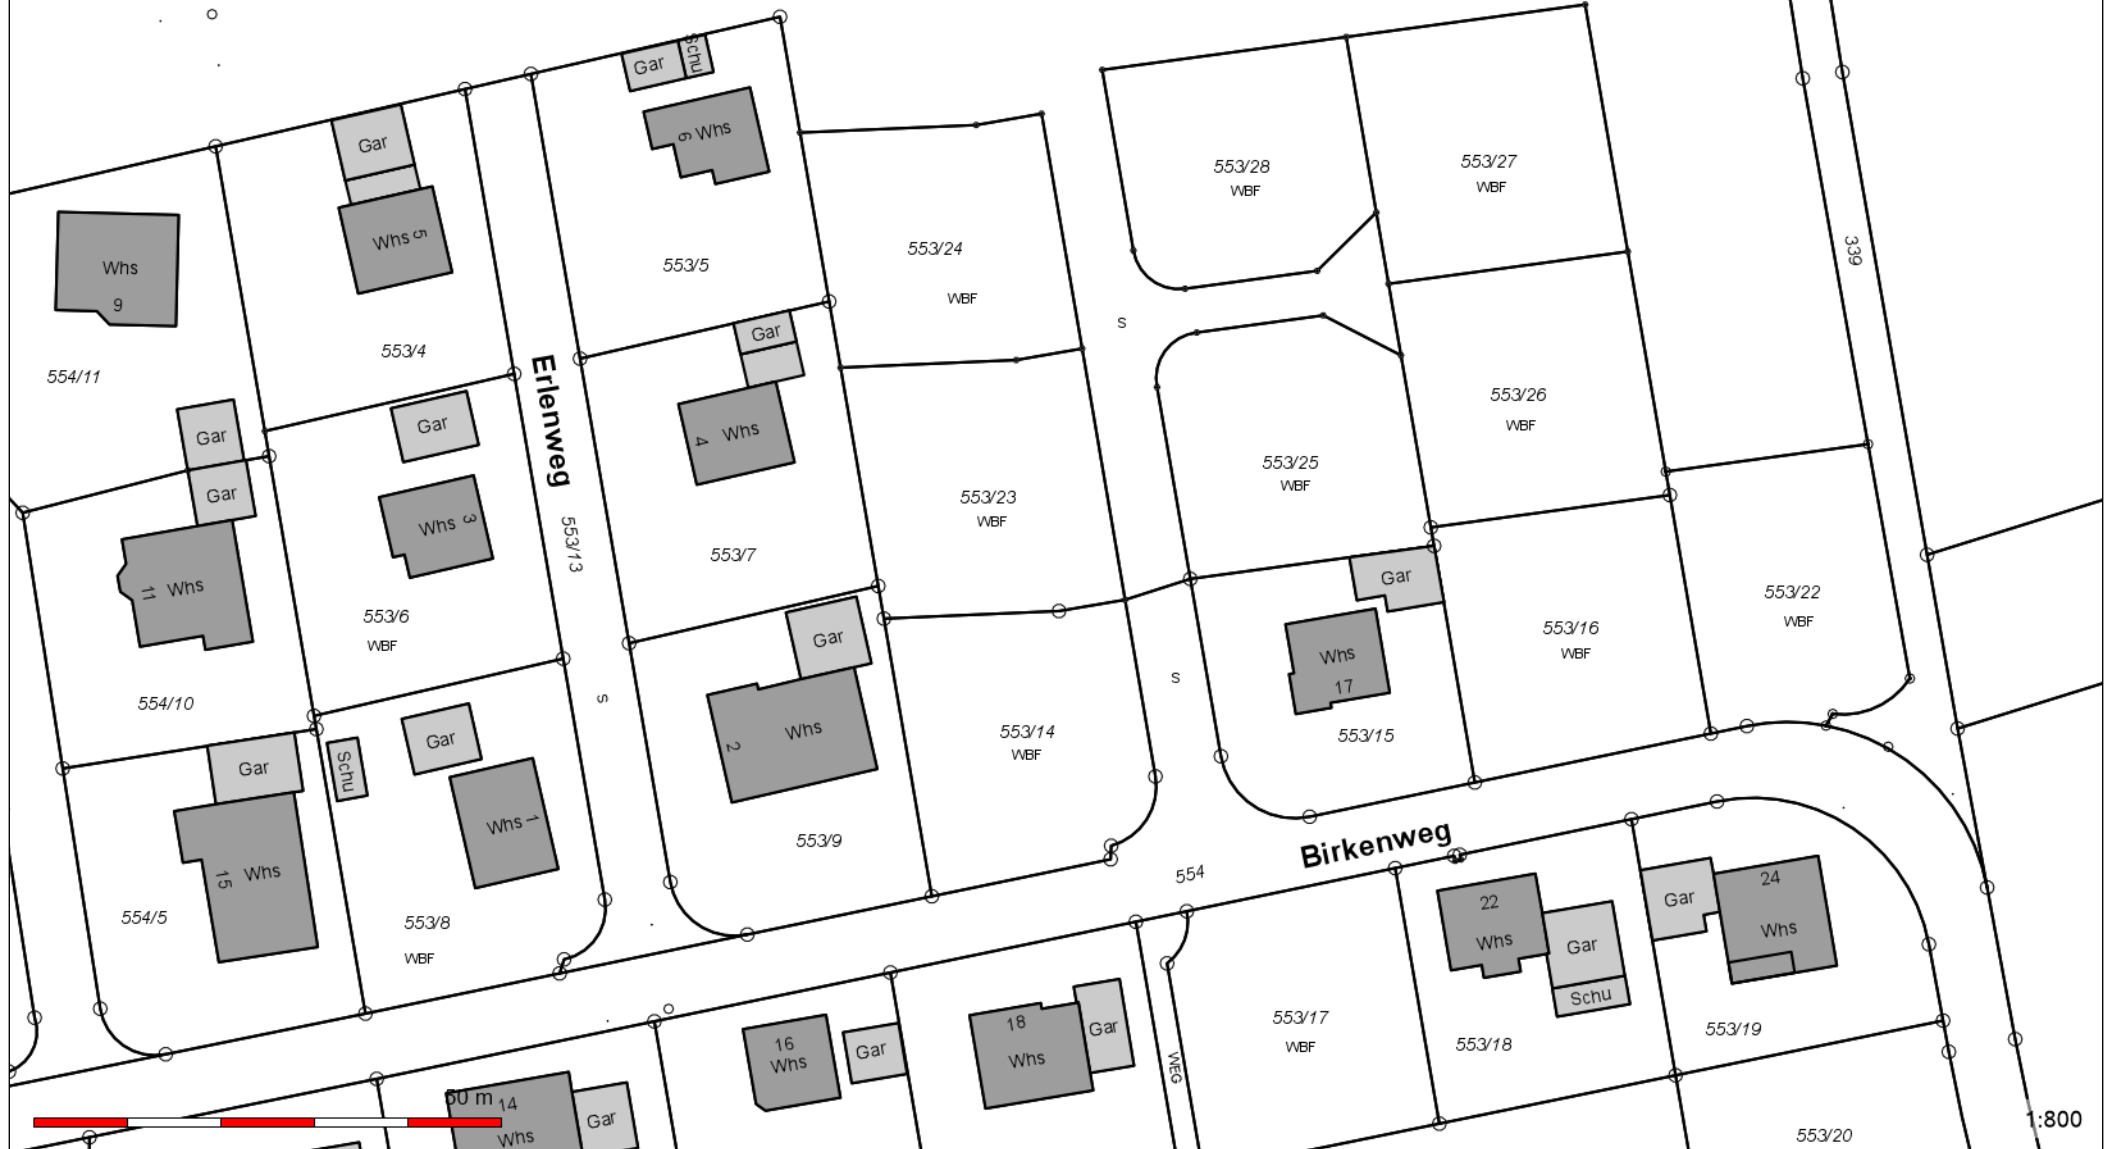 Gar
Schu
6 Whs
Gar
Whs 5
553/4
553/5
Whs
9
554/11
553/24
WBF
553/28
WBF
553/27
WBF
339
S
Gar
Gar
Gar
Gar
Whs 3
553/6
WBF
Erlenweg
553/13
S
4 Whs
553/7
553/23
WBF
553/25
WBF
553/26
WBF
11 Whs
554/10
Gar
Whs
2
553/9
553/14
WBF
S
Gar
Whs
17
553/15
553/16
WBF
553/22
WBF
Gar
15 Whs
554/5
Schu
Gar
Whs 1
553/8
WBF
Birkenweg
554
16
Whs
Gar
18
Whs
Gar
WEG
553/17
WBF
22
Whs
Gar
Schu
553/18
Gar
24
Whs
553/19
50 m
14
Whs
Gar
553/20
1:800